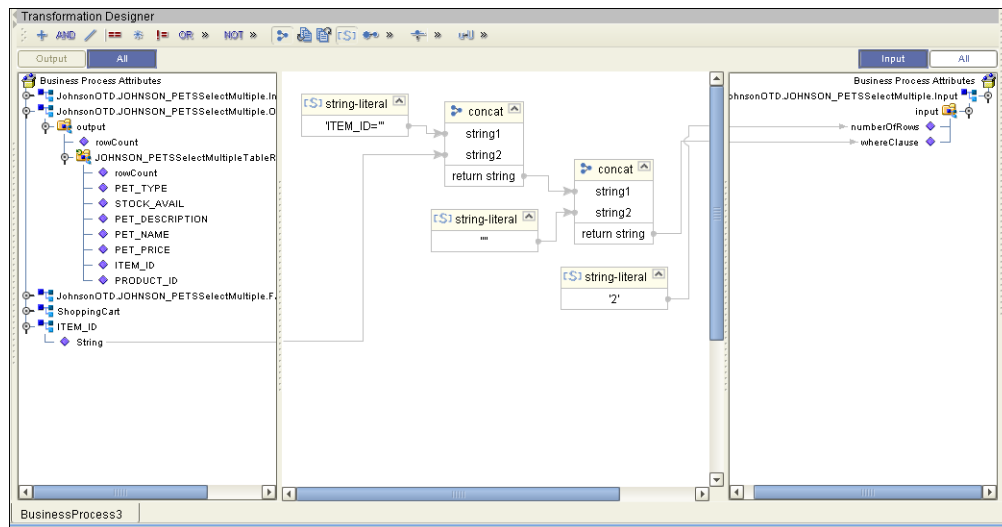 Transformation Designer
AND == != OR » NOT » [S] » » »
Output All Input All
Business Process Attributes
JohnsonOTD.JOHNSON_PETSSelectMultiple.In
JohnsonOTD.JOHNSON_PETSSelectMultiple.O
output
rowCount
JOHNSON_PETSSelectMultipleTableR
rowCount
PET_TYPE
STOCK_AVAIL
PET_DESCRIPTION
PET_NAME
PET_PRICE
ITEM_ID
PRODUCT_ID
JohnsonOTD.JOHNSON_PETSSelectMultiple.F
ShoppingCart
ITEM_ID
String
[S] string-literal
'ITEM_ID='"
concat
string1
string2
return string
concat
string1
string2
return string
[S] string-literal
""
[S] string-literal
'2'
Business Process Attributes
ohnsonOTD.JOHNSON_PETSSelectMultiple.Input
input
numberOfRows
whereClause
BusinessProcess3